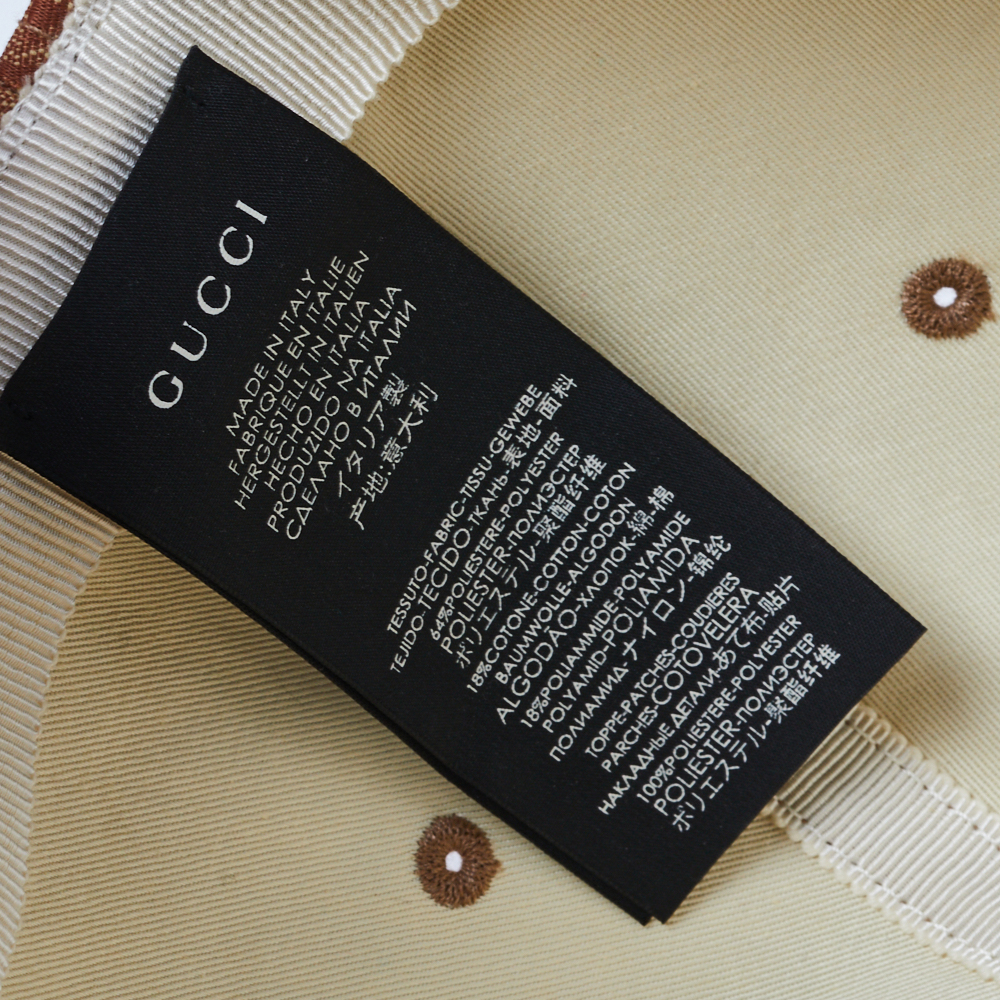 GUCCI
MADE IN ITALY
FABRIQUE EN ITALIE
HERGESTELLT IN ITALIEN
HECHO EN ITALIA
PRODUZIDO NA ITALIA
СДЕЛАНО В ИТАЛИИ
イタリア製
产地:意大利
TESSUTO-FABRIC-TISSU-GEWEBE
TEJIDO-TECIDO-ТКАНЬ-表地-面料
64%POLIESTERE-POLYESTER
POLIESTER-ПОЛИЭСТЕР
ポリエステル-聚酯纤维
18%COTONE-COTTON-COTON
BAUMWOLLE-ALGODON
ALGODÃO-ХЛОПОК-綿-棉
18%POLIAMMIDE-POLYAMIDE
POLYAMID-POLIAMIDA
ПОЛИАМИД-ナイロン-锦纶
TOPPE-PATCHES-COUDIERES
PARCHES-COTOVELERA
НАКЛАДНЫЕ ДЕТАЛИ-あて布-贴片
100%POLIESTERE-POLYESTER
POLIESTER-ПОЛИЭСТЕР
ポリエステル-聚酯纤维